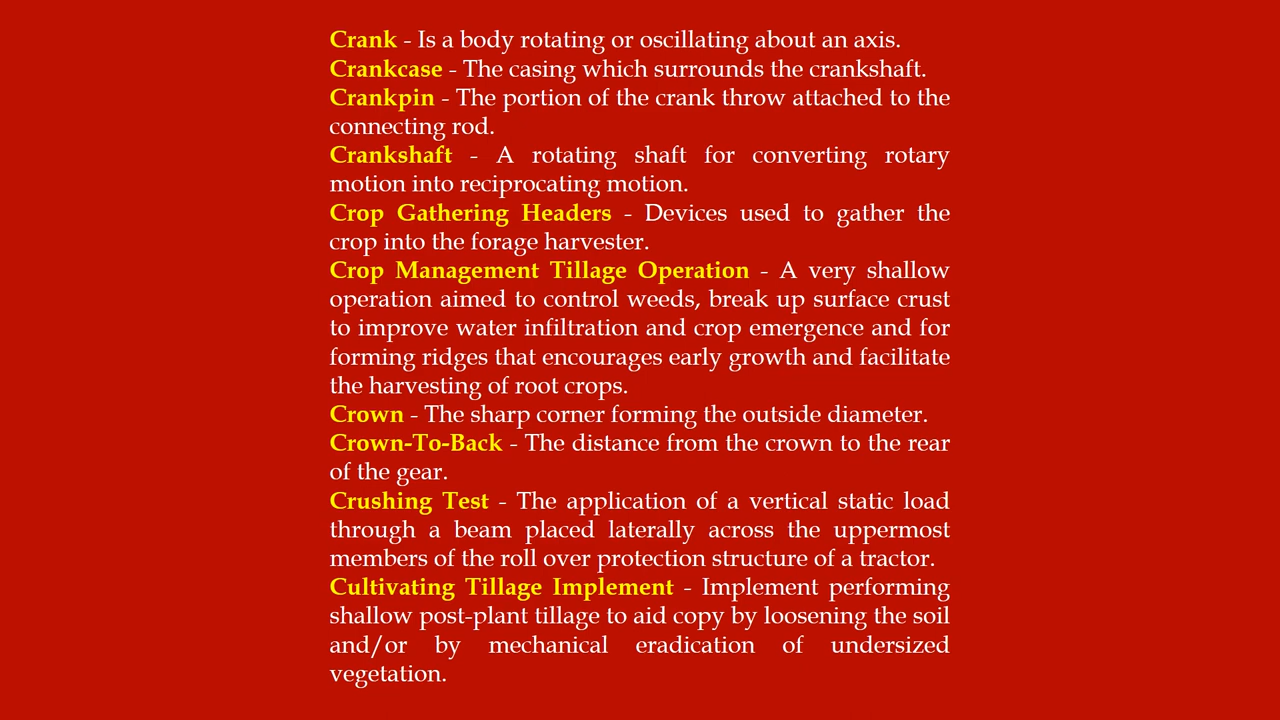 Crank - Is a body rotating or oscillating about an axis.
Crankcase - The casing which surrounds the crankshaft.
Crankpin - The portion of the crank throw attached to the
connecting rod.
Crankshaft - A rotating shaft for converting rotary
motion into reciprocating motion.
Crop Gathering Headers - Devices used to gather the
crop into the forage harvester.
Crop Management Tillage Operation - A very shallow
operation aimed to control weeds, break up surface crust
to improve water infiltration and crop emergence and for
forming ridges that encourages early growth and facilitate
the harvesting of root crops.
Crown - The sharp corner forming the outside diameter.
Crown-To-Back - The distance from the crown to the rear
of the gear.
Crushing Test - The application of a vertical static load
through a beam placed laterally across the uppermost
members of the roll over protection structure of a tractor.
Cultivating Tillage Implement - Implement performing
shallow post-plant tillage to aid copy by loosening the soil
and/or by mechanical eradication of undersized
vegetation.